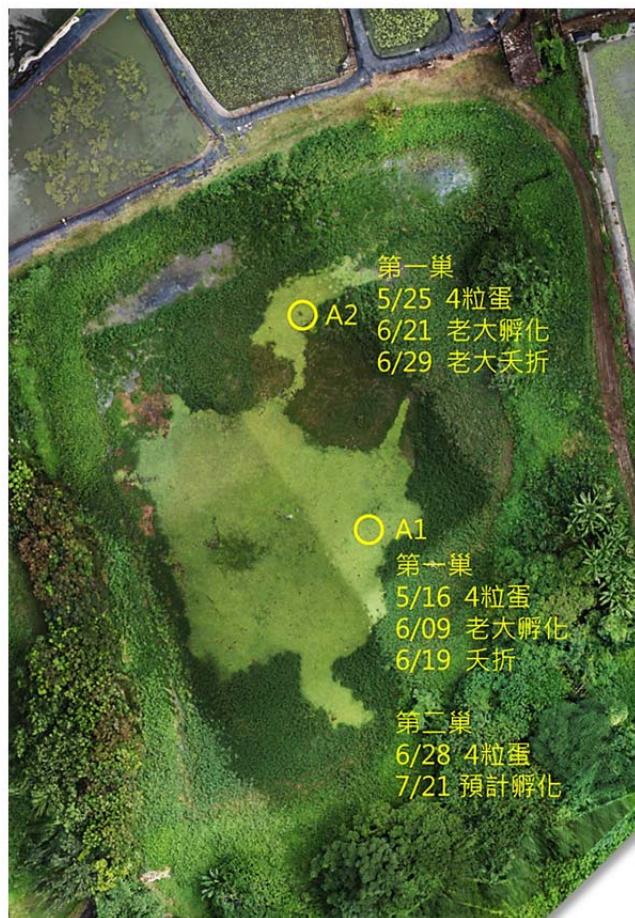 第一巢
5/25 4粒蛋
A2
6/21 老大孵化
6/29 老大夭折
A1
第一巢
5/16 4粒蛋
6/09 老大孵化
6/19 夭折
第二巢
6/28 4粒蛋
7/21 預計孵化